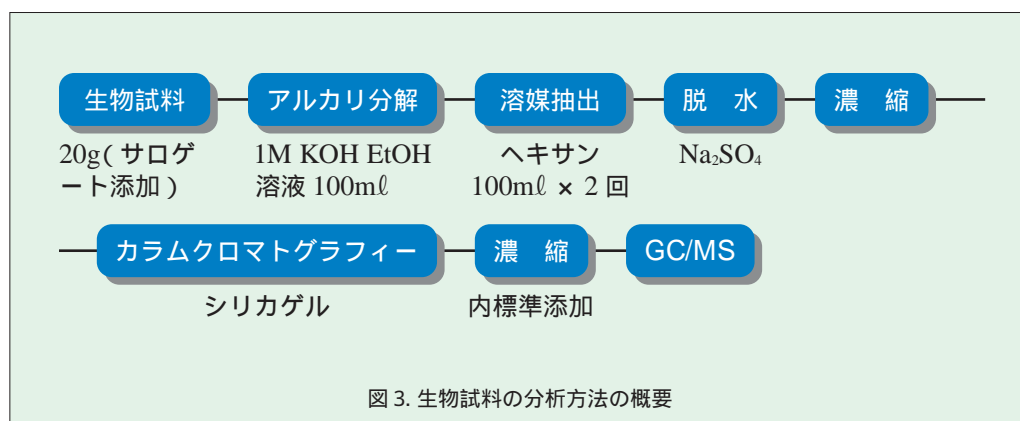 生物試料 アルカリ分解 溶媒抽出 脱 水 濃 縮
20g(サロゲ 1M KOH EtOH ヘキサン Na₂SO₄
ート添加) 溶液 100mℓ 100mℓ × 2 回
カラムクロマトグラフィー 濃 縮 GC/MS
シリカゲル 内標準添加
図 3. 生物試料の分析方法の概要